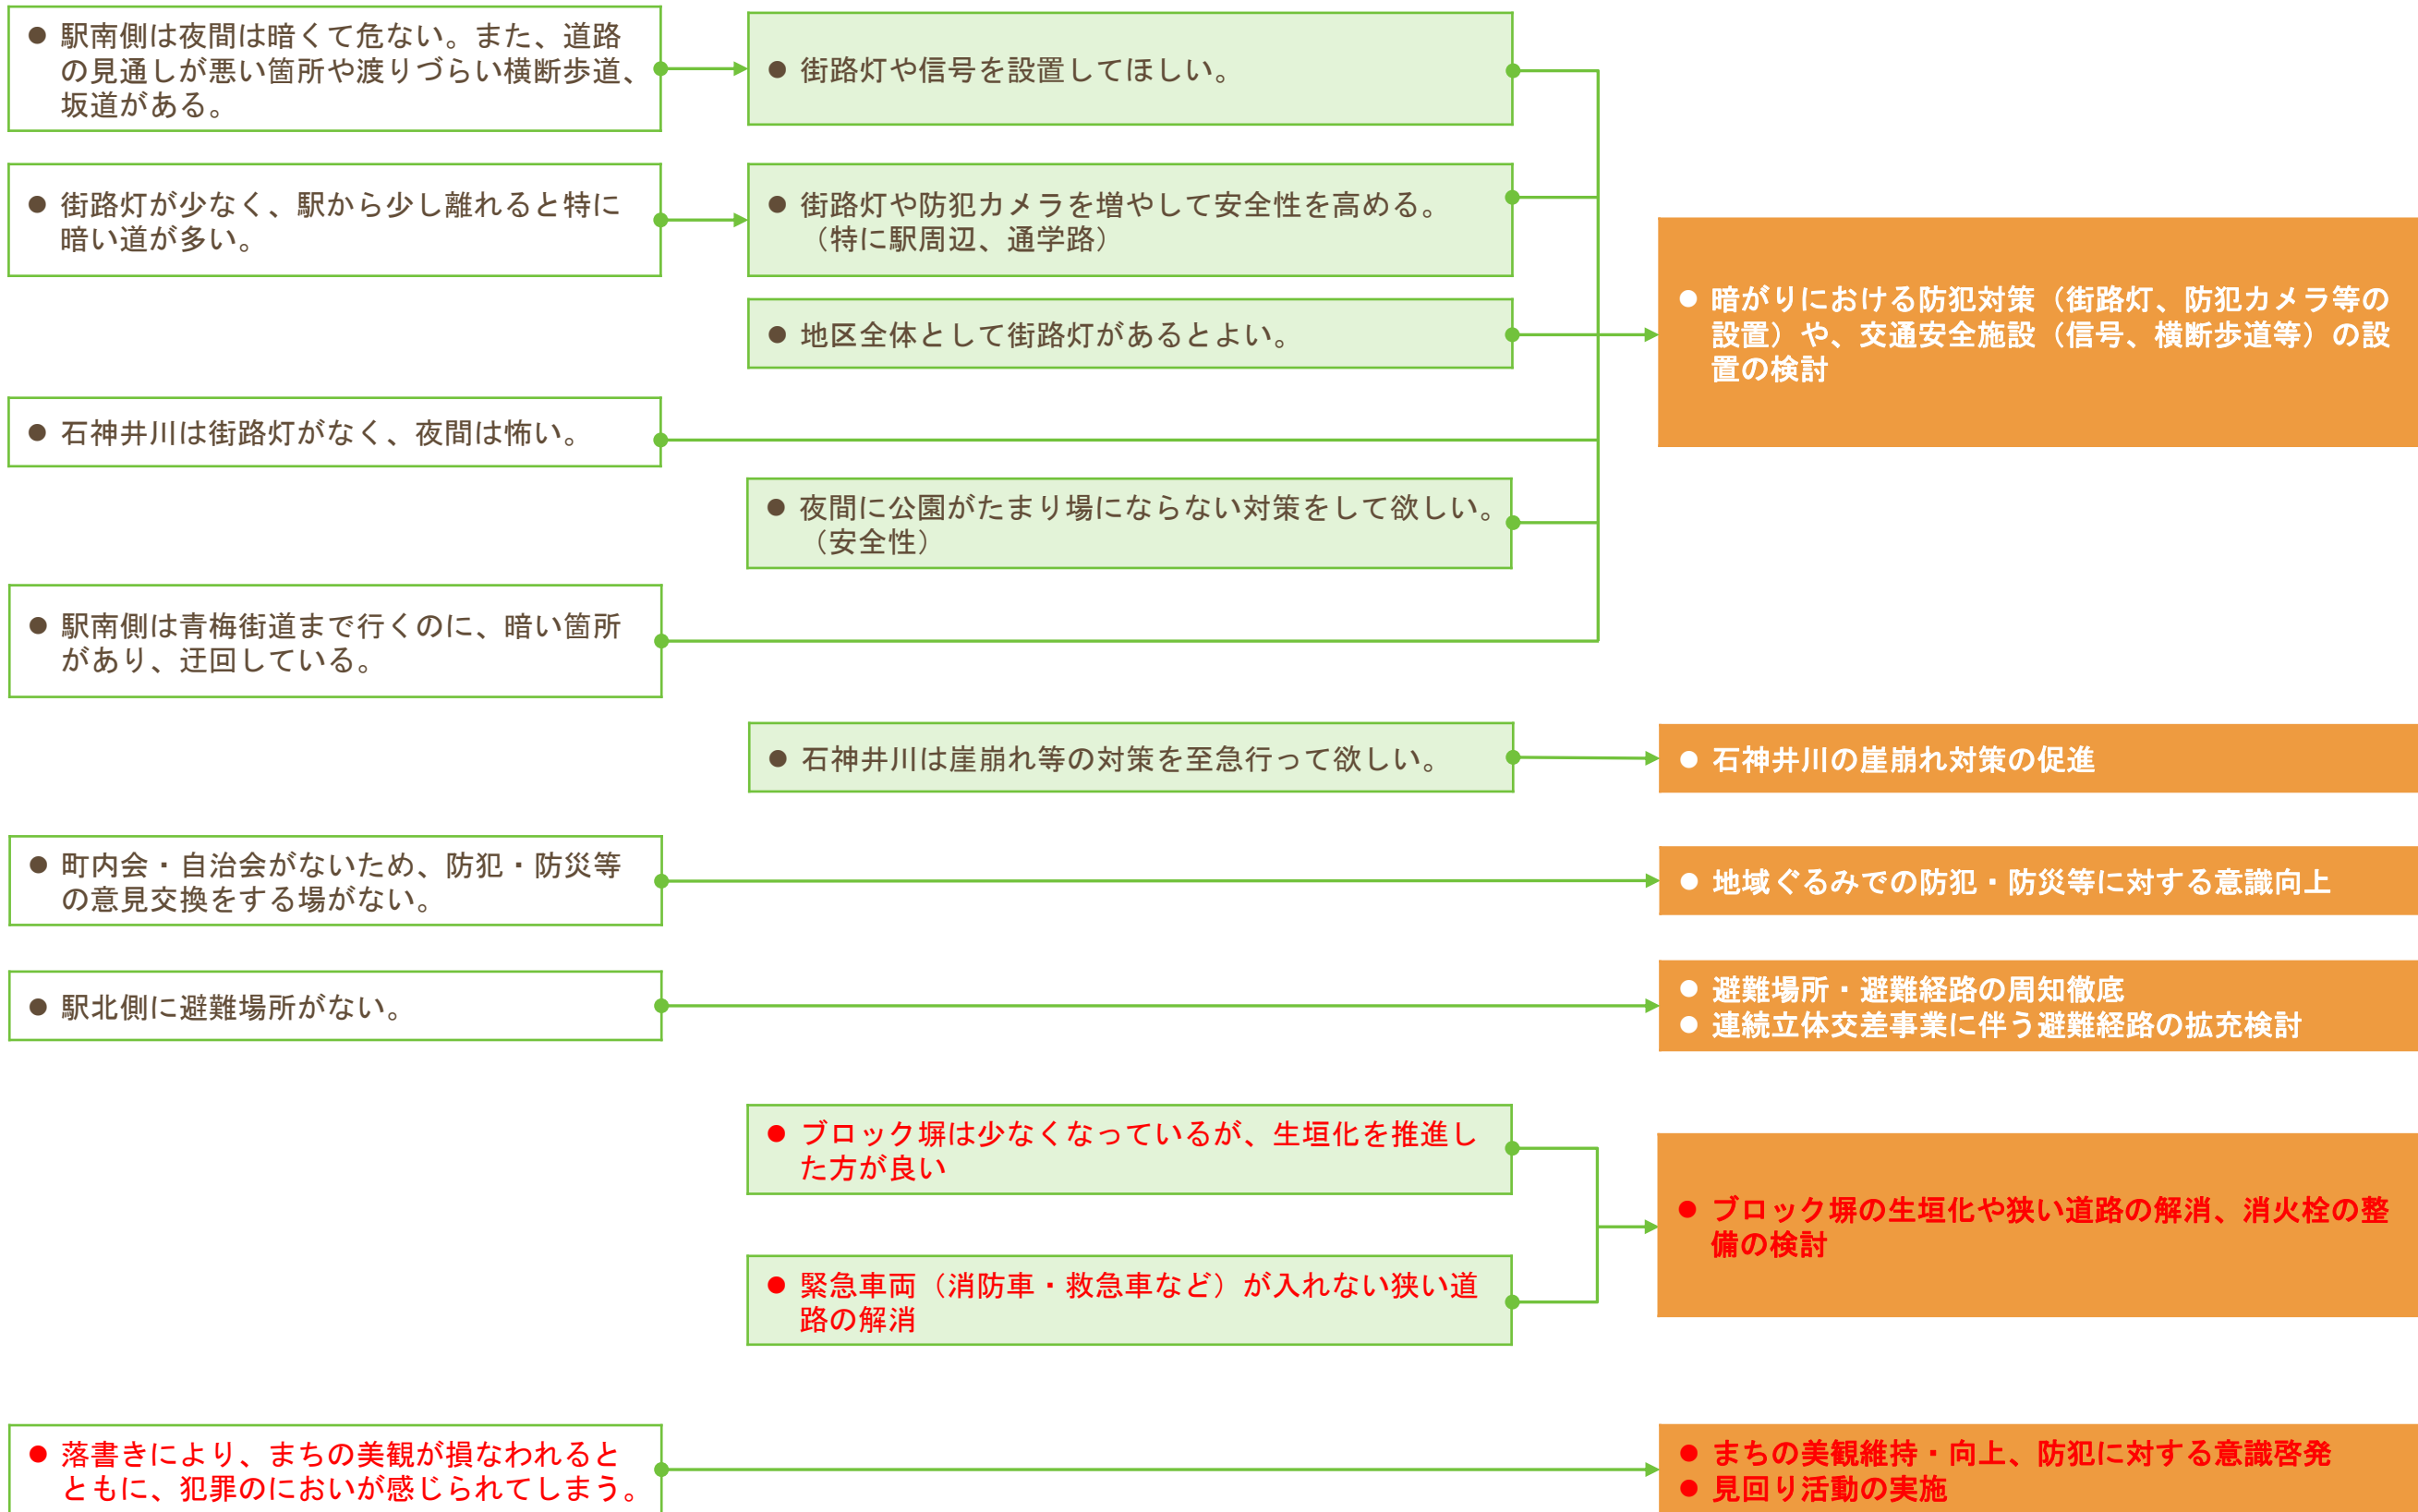 ● 駅南側は夜間は暗くて危ない。また、道路
の見通しが悪い箇所や渡りづらい横断歩道、
坂道がある。
● 街路灯や信号を設置してほしい。
● 街路灯が少なく、駅から少し離れると特に
暗い道が多い。
● 街路灯や防犯カメラを増やして安全性を高める。
（特に駅周辺、通学路）
● 地区全体として街路灯があるとよい。
● 暗がりにおける防犯対策（街路灯、防犯カメラ等の
設置）や、交通安全施設（信号、横断歩道等）の設
置の検討
● 石神井川は街路灯がなく、夜間は怖い。
● 夜間に公園がたまり場にならない対策をして欲しい。
（安全性）
● 駅南側は青梅街道まで行くのに、暗い箇所
があり、迂回している。
● 石神井川は崖崩れ等の対策を至急行って欲しい。
● 石神井川の崖崩れ対策の促進
● 町内会・自治会がないため、防犯・防災等
の意見交換をする場がない。
● 地域ぐるみでの防犯・防災等に対する意識向上
● 駅北側に避難場所がない。
● 避難場所・避難経路の周知徹底
● 連続立体交差事業に伴う避難経路の拡充検討
● ブロック塀は少なくなっているが、生垣化を推進し
た方が良い
● 緊急車両（消防車・救急車など）が入れない狭い道
路の解消
● ブロック塀の生垣化や狭い道路の解消、消火栓の整
備の検討
● 落書きにより、まちの美観が損なわれると
ともに、犯罪のにおいが感じられてしまう。
● まちの美観維持・向上、防犯に対する意識啓発
● 見回り活動の実施